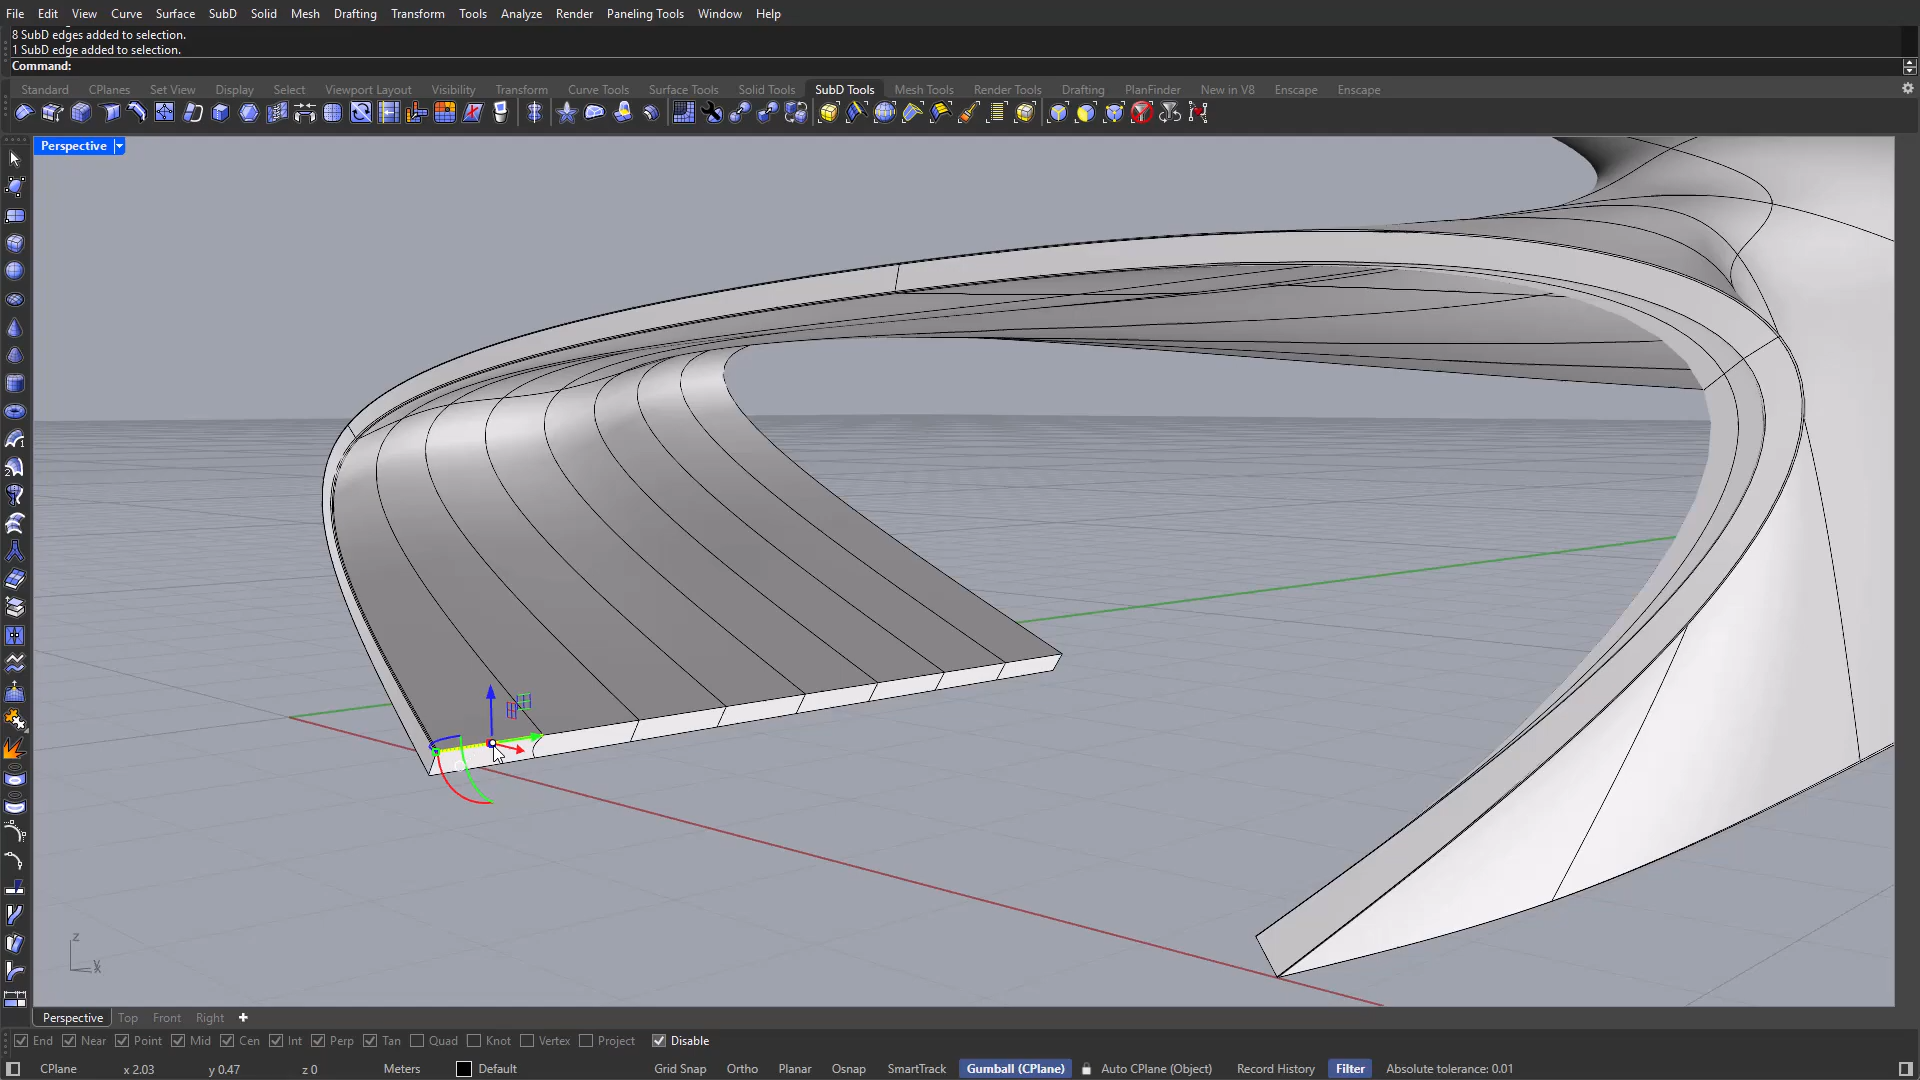 File Edit View Curve Surface SubD Solid Mesh Drafting Transform Tools Analyze Render Paneling Tools Window Help
8 SubD edges added to selection.
1 SubD edge added to selection.
Command:
Standard CPlanes Set View Display Select Viewport Layout Visibility Transform Curve Tools Surface Tools Solid Tools SubD Tools Mesh Tools Render Tools Drafting PlanFinder New in V8 Enscape Enscape
Perspective
z
Perspective Top Front Right
End Near Point Mid Cen Int Perp Tan Quad Knot Vertex Project Disable
CPlane x 2.03 y 0.47 z 0 Meters Default Grid Snap Ortho Planar Osnap SmartTrack Gumball (CPlane) Auto CPlane (Object) Record History Filter Absolute tolerance: 0.01